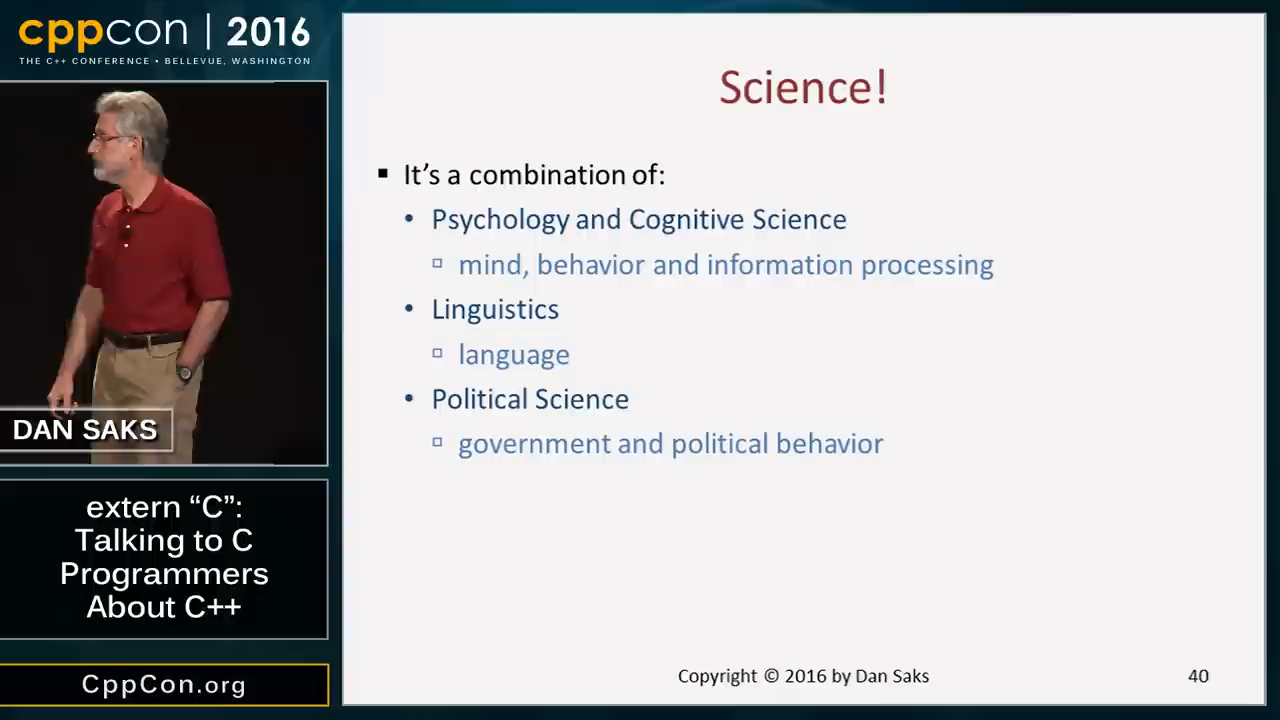 cppcon | 2016
THE C++ CONFERENCE • BELLEVUE, WASHINGTON
DAN SAKS
extern “C”:
Talking to C
Programmers
About C++
CppCon.org
Science!
▪ It’s a combination of:
• Psychology and Cognitive Science
▫ mind, behavior and information processing
• Linguistics
▫ language
• Political Science
▫ government and political behavior
Copyright © 2016 by Dan Saks
40